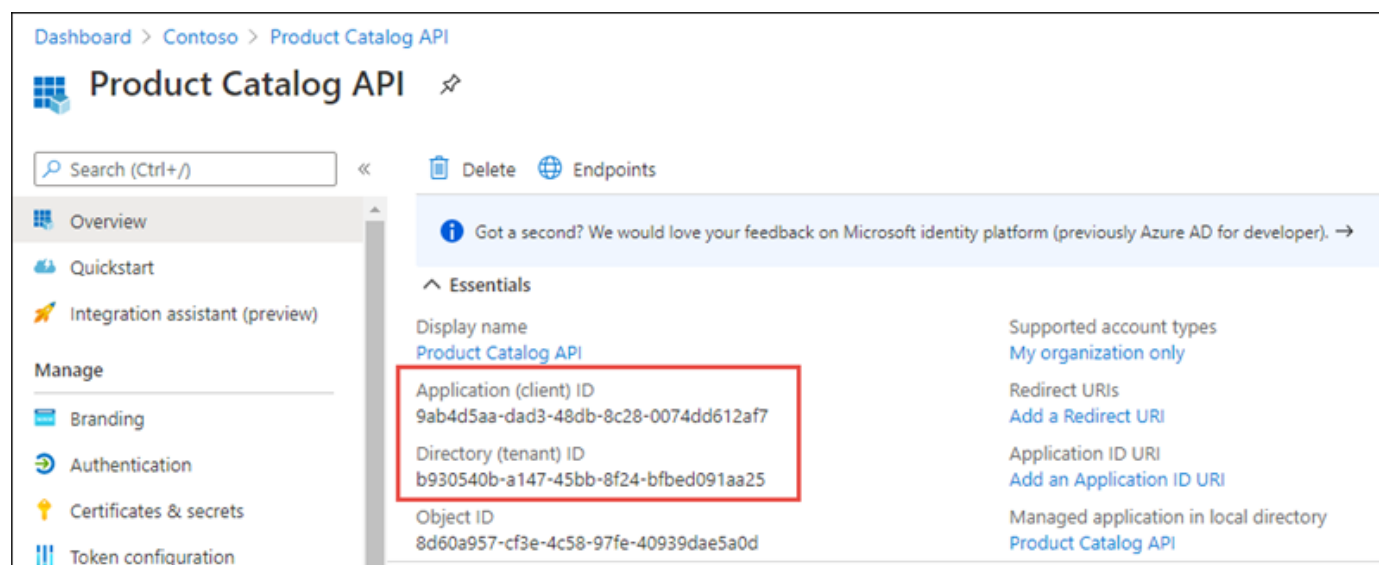 Dashboard > Contoso > Product Catalog API
Product Catalog API
Search (Ctrl+/)
«
Delete
Endpoints
Overview
Got a second? We would love your feedback on Microsoft identity platform (previously Azure AD for developer). →
Quickstart
Essentials
Integration assistant (preview)
Display name
Product Catalog API
Supported account types
My organization only
Manage
Application (client) ID
9ab4d5aa-dad3-48db-8c28-0074dd612af7
Redirect URIs
Add a Redirect URI
Branding
Authentication
Directory (tenant) ID
b930540b-a147-45bb-8f24-bfbed091aa25
Application ID URI
Add an Application ID URI
Certificates & secrets
Object ID
8d60a957-cf3e-4c58-97fe-40939dae5a0d
Managed application in local directory
Product Catalog API
Token configuration